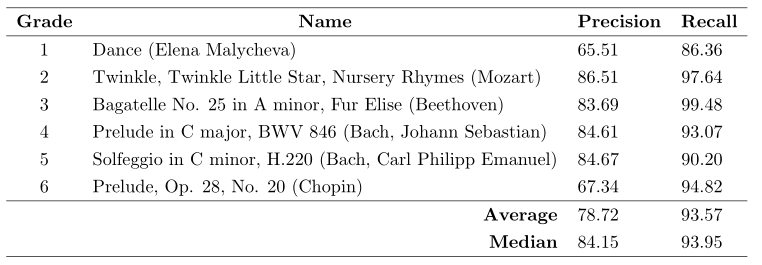 Grade Name Precision Recall
1 Dance (Elena Malycheva) 65.51 86.36
2 Twinkle, Twinkle Little Star, Nursery Rhymes (Mozart) 86.51 97.64
3 Bagatelle No. 25 in A minor, Fur Elise (Beethoven) 83.69 99.48
4 Prelude in C major, BWV 846 (Bach, Johann Sebastian) 84.61 93.07
5 Solfeggio in C minor, H.220 (Bach, Carl Philipp Emanuel) 84.67 90.20
6 Prelude, Op. 28, No. 20 (Chopin) 67.34 94.82
Average 78.72 93.57
Median 84.15 93.95